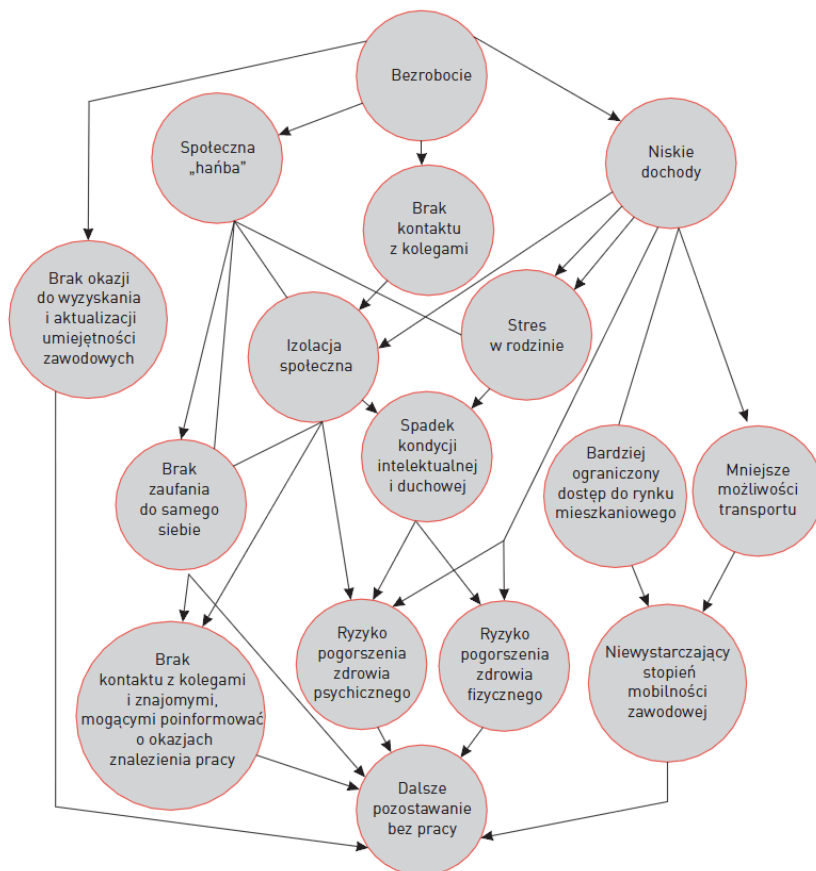 Bezrobocie
Społeczna
„hańba”
Niskie
dochody
Brak
kontaktu
z kolegami
Brak okazji
do wyzyskania
i aktualizacji
umiejętności
zawodowych
Izolacja
społeczna
Stres
w rodzinie
Spadek
kondycji
intelektualnej
i duchowej
Bardziej
ograniczony
dostęp do rynku
mieszkaniowego
Mniejsze
możliwości
transportu
Brak
zaufania
do samego
siebie
Brak
kontaktu z kolegami
i znajomymi,
mogącymi poinformować
o okazjach
znalezienia pracy
Ryzyko
pogorszenia
zdrowia
psychicznego
Ryzyko
pogorszenia
zdrowia
fizycznego
Niewystarczający
stopień
mobilności
zawodowej
Dalsze
pozostawanie
bez pracy